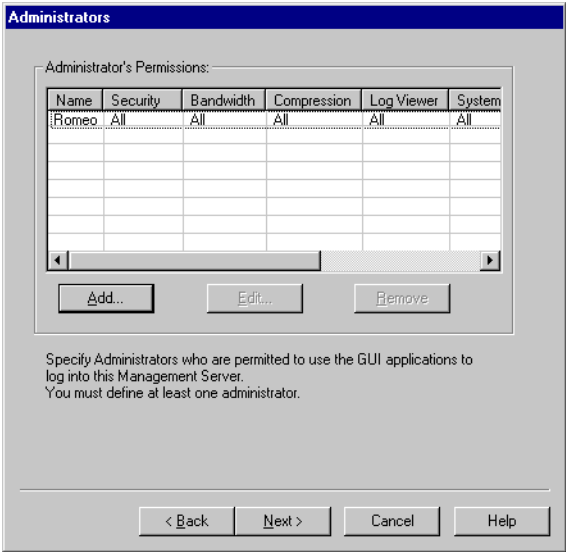 Administrators
Administrator's Permissions:
Name Security Bandwidth Compression Log Viewer System
Romeo All All All All All
Add... Edit... Remove
Specify Administrators who are permitted to use the GUI applications to
log into this Management Server.
You must define at least one administrator.
< Back Next > Cancel Help